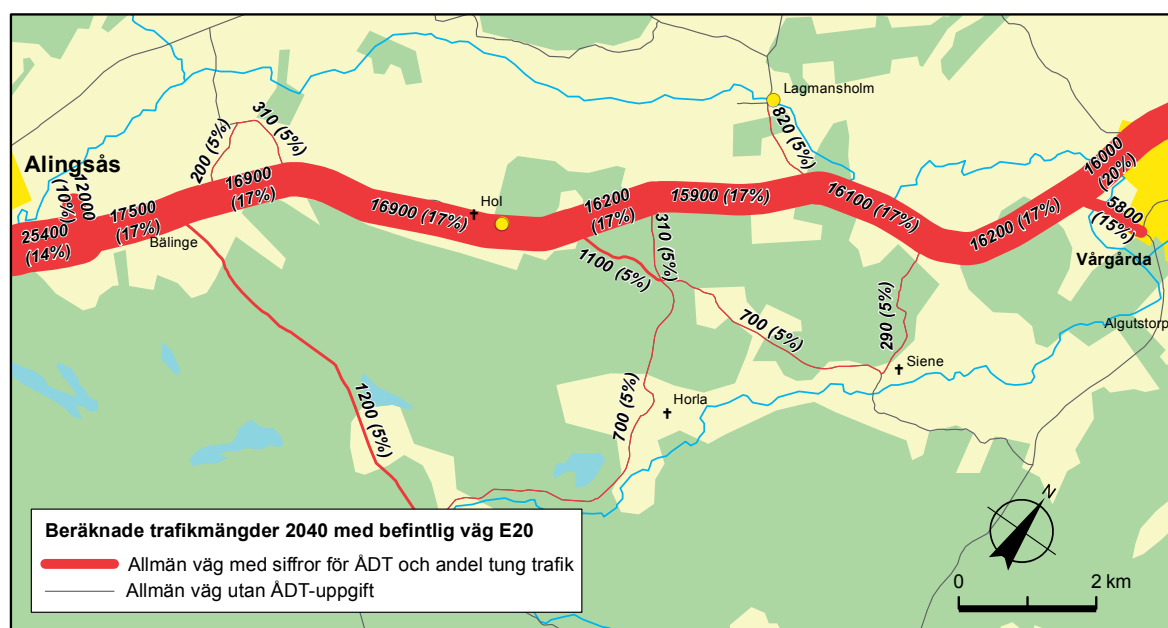 Lagmansholm
820 (5%)
310 (5%)
200 (5%)
Alingsås
12000
(10%)
16900
(17%)
17500
(17%)
25400
(14%)
Bälinge
16900 (17%)
Hol
16200
(17%)
15900 (17%)
16100 (17%)
16200 (17%)
16000
(20%)
5800
(15%)
Vårgårda
310 (5%)
1100 (5%)
700 (5%)
290 (5%)
Algutstorp
Siene
1200 (5%)
700 (5%)
Horla
N
Beräknade trafikmängder 2040 med befintlig väg E20
Allmän väg med siffror för ÅDT och andel tung trafik
Allmän väg utan ÅDT-uppgift
0 2 km